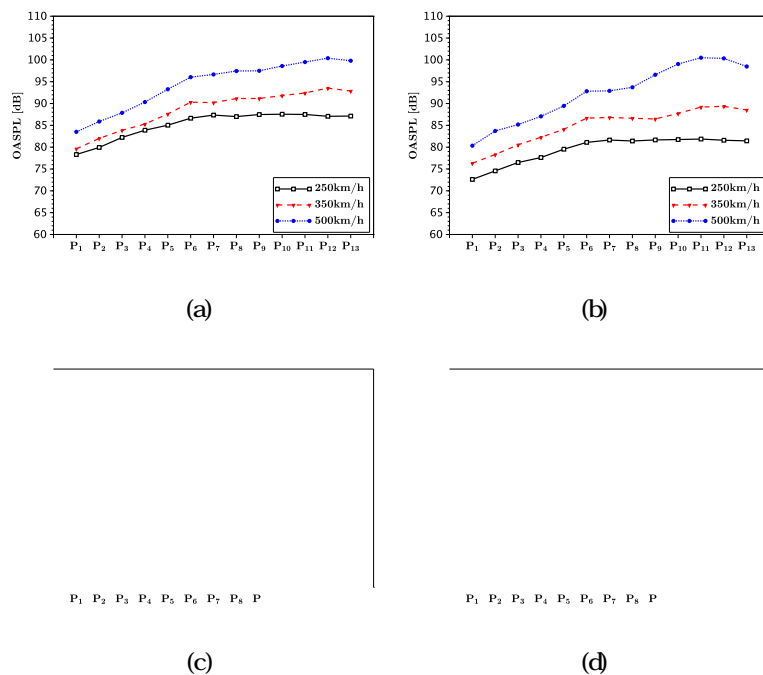 110
105
100
95
90
85
80
75
70
65
60
OASPL [dB]
250km/h
350km/h
500km/h
P1 P2 P3 P4 P5 P6 P7 P8 P9 P10 P11 P12 P13
(a)
110
105
100
95
90
85
80
75
70
65
60
OASPL [dB]
250km/h
350km/h
500km/h
P1 P2 P3 P4 P5 P6 P7 P8 P9 P10 P11 P12 P13
(b)
P1 P2 P3 P4 P5 P6 P7 P8 P
(c)
P1 P2 P3 P4 P5 P6 P7 P8 P
(d)